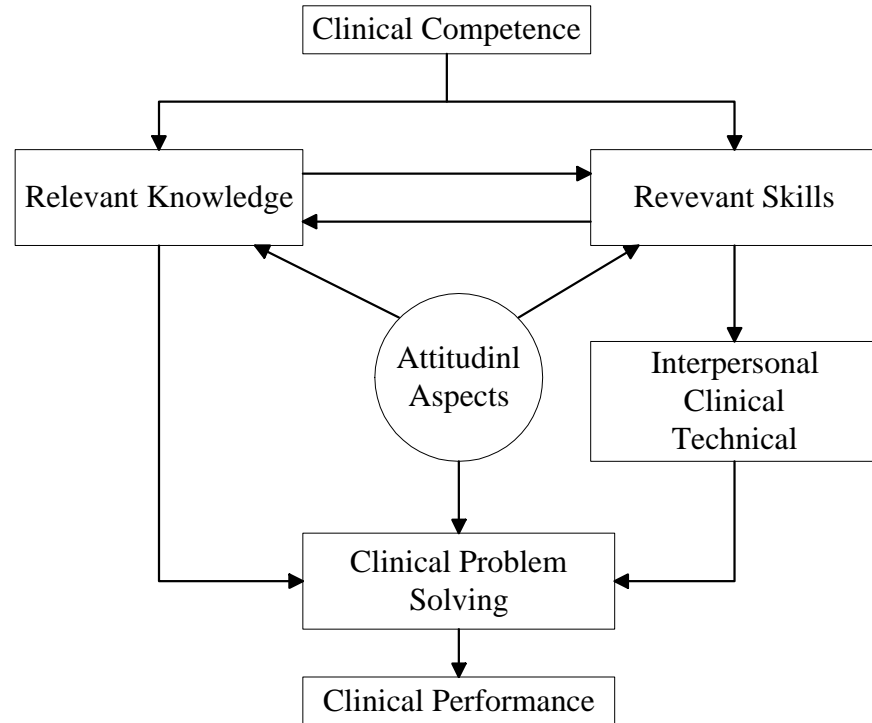 Clinical Competence
Relevant Knowledge
Revevant Skills
Attitudinl
Aspects
Interpersonal
Clinical
Technical
Clinical Problem
Solving
Clinical Performance